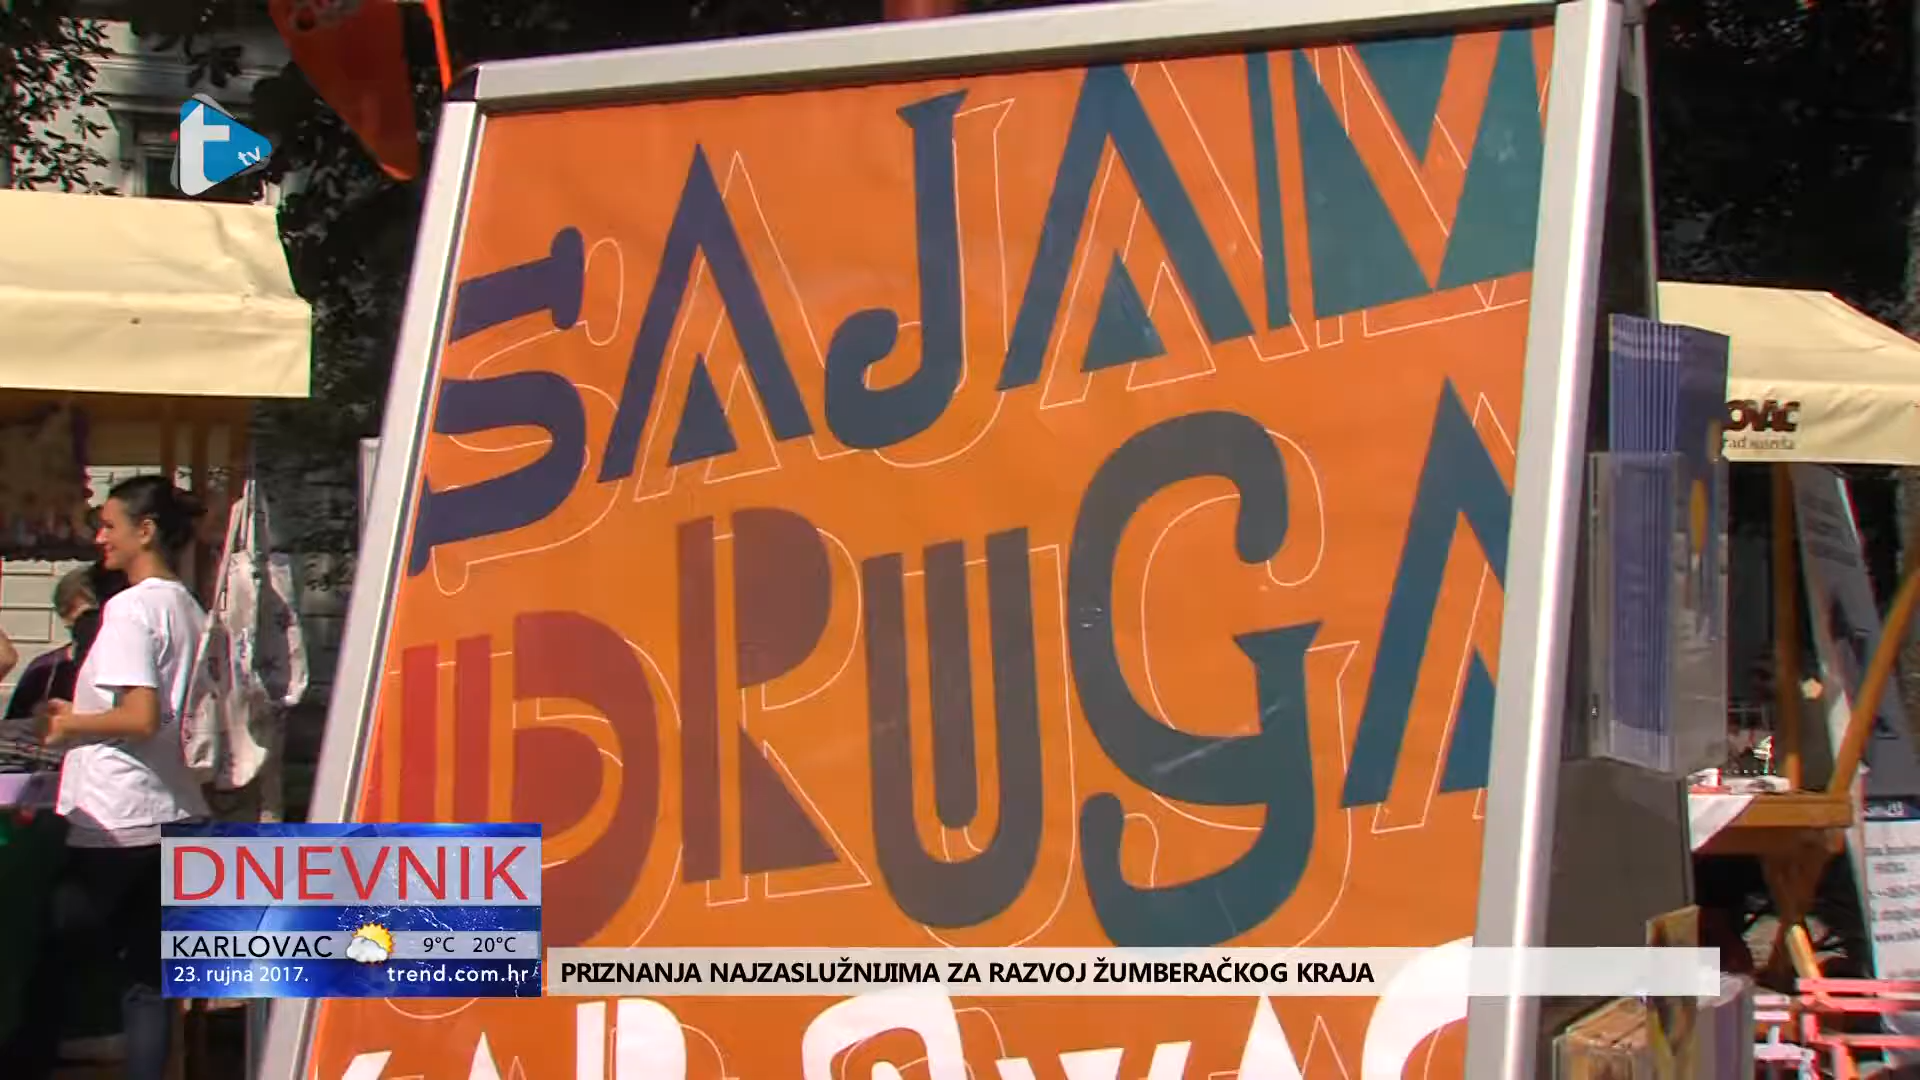 t tv
SAJAM
UDRUGA
OVAC
DNEVNIK
KARLOVAC 9°C 20°C
23. rujna 2017. trend.com.hr
PRIZNANJA NAJZASLUŽNIJIMA ZA RAZVOJ ŽUMBERAČKOG KRAJA